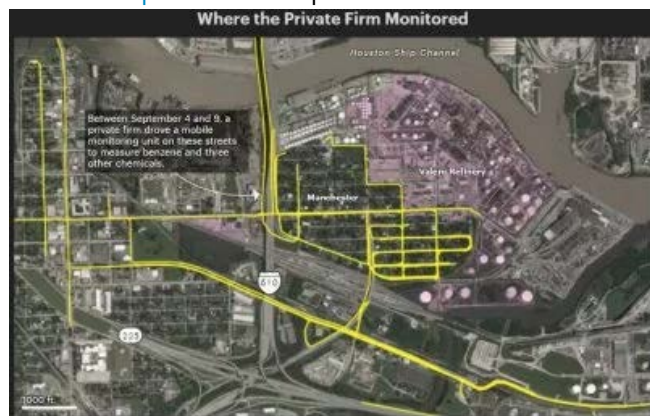 Where the Private Firm Monitored
Houston Ship Channel
Between September 4 and 9, a
private firm drove a mobile
monitoring unit on these streets
to measure benzene and three
other chemicals.
Manchester
Valero Refinery
610
225
1000 ft.